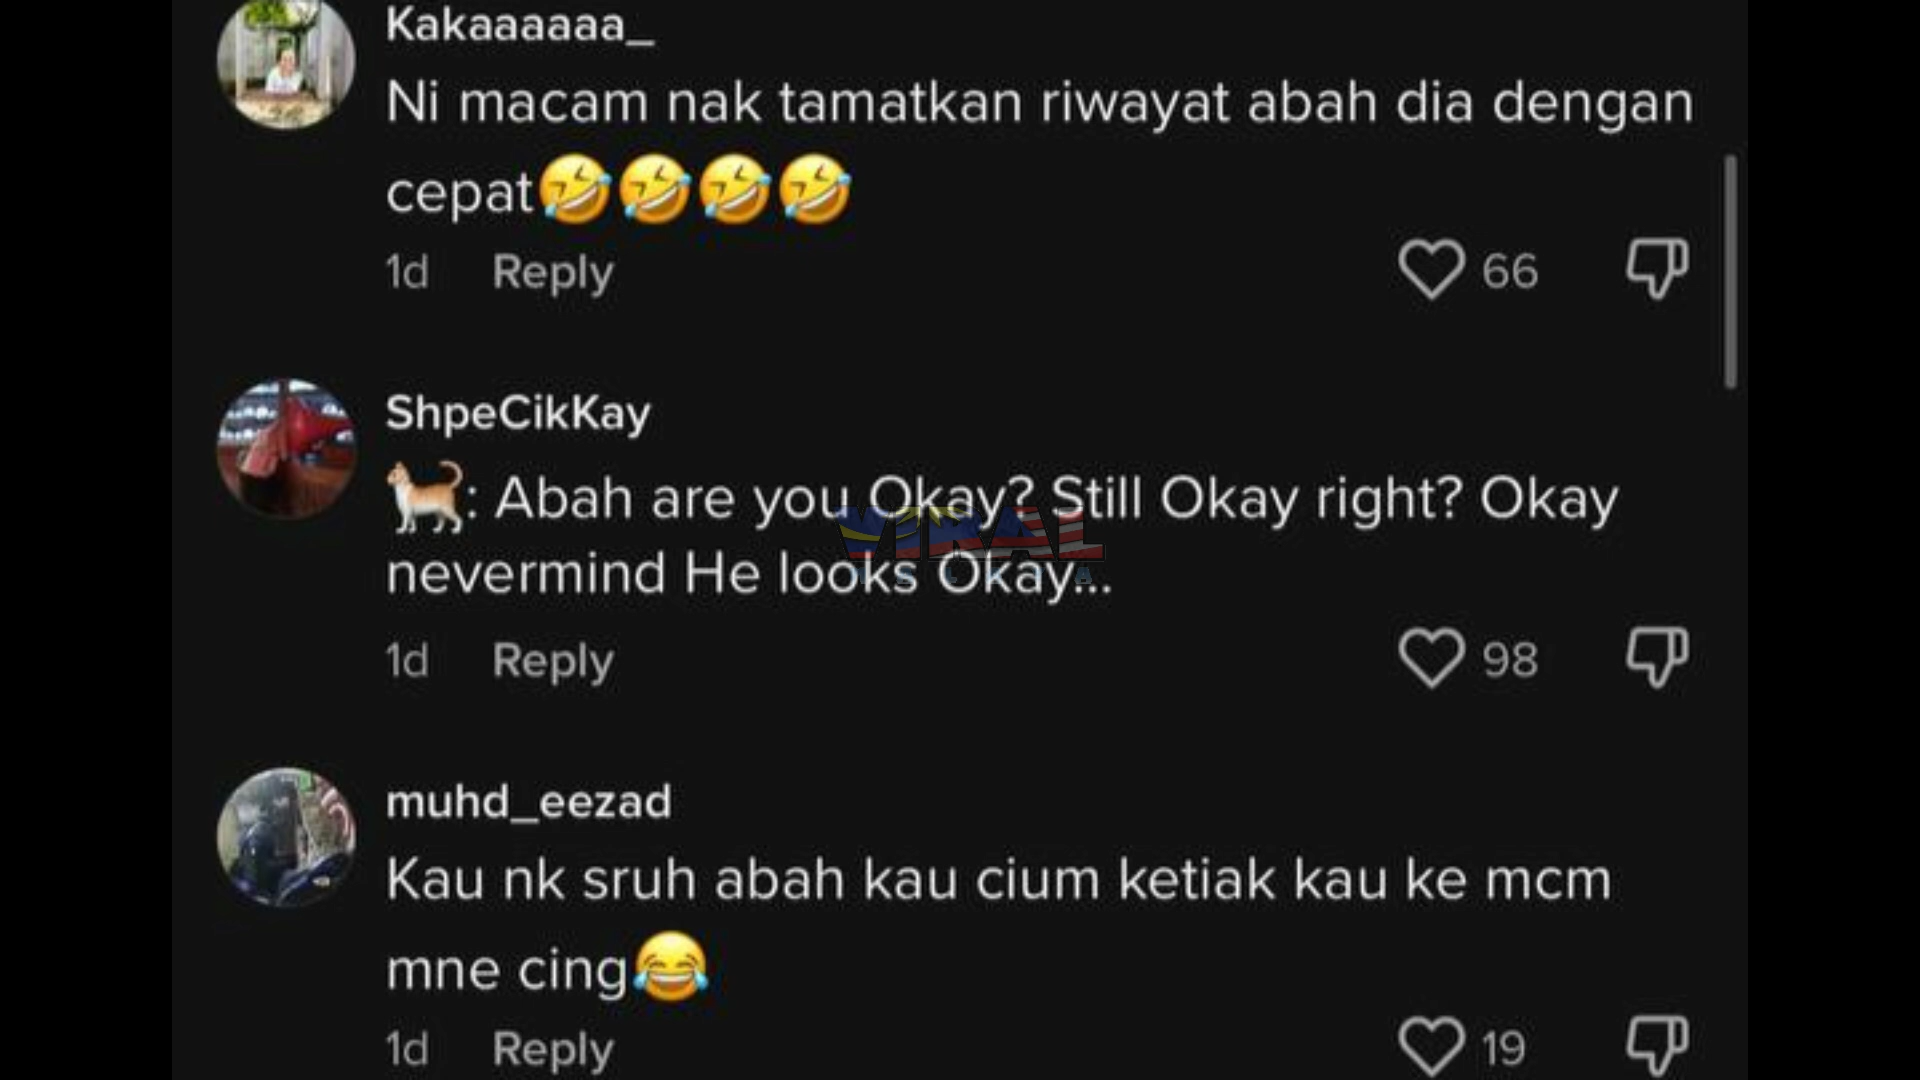 Kakaaaaaa_
Ni macam nak tamatkan riwayat abah dia dengan
cepat🤣🤣🤣🤣
1d Reply 66
ShpeCikKay
🐈: Abah are you Okay? Still Okay right? Okay
nevermind He looks Okay...
VIRAL
1d Reply 98
muhd_eezad
Kau nk sruh abah kau cium ketiak kau ke mcm
mne cing😂
1d Reply 19